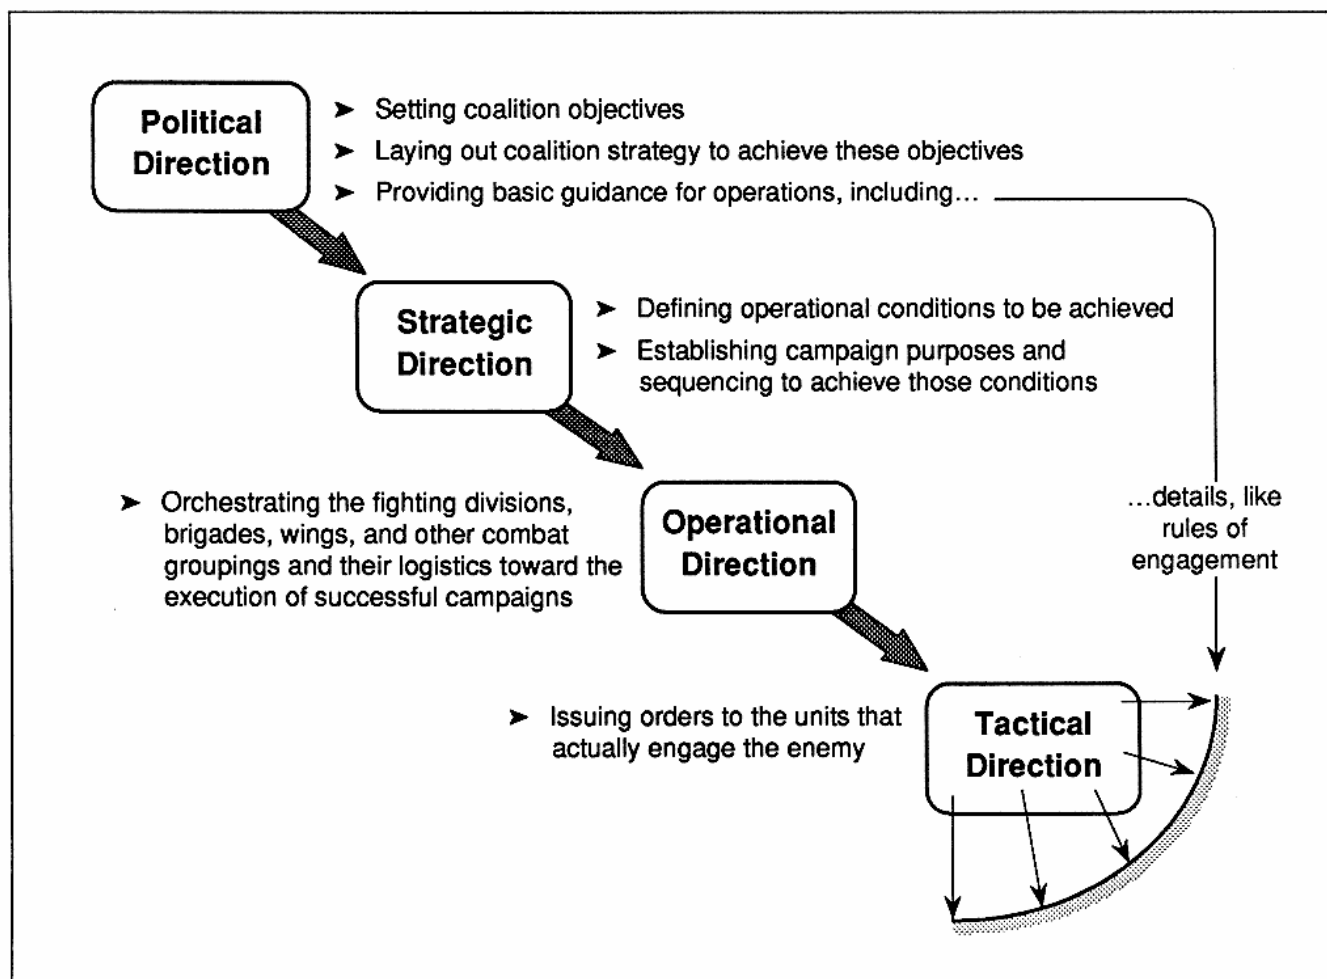 Political
Direction
➤ Setting coalition objectives
➤ Laying out coalition strategy to achieve these objectives
➤ Providing basic guidance for operations, including...
Strategic
Direction
➤ Defining operational conditions to be achieved
➤ Establishing campaign purposes and
sequencing to achieve those conditions
...details, like
rules of
engagement
➤ Orchestrating the fighting divisions,
brigades, wings, and other combat
groupings and their logistics toward the
execution of successful campaigns
Operational
Direction
➤ Issuing orders to the units that
actually engage the enemy
Tactical
Direction